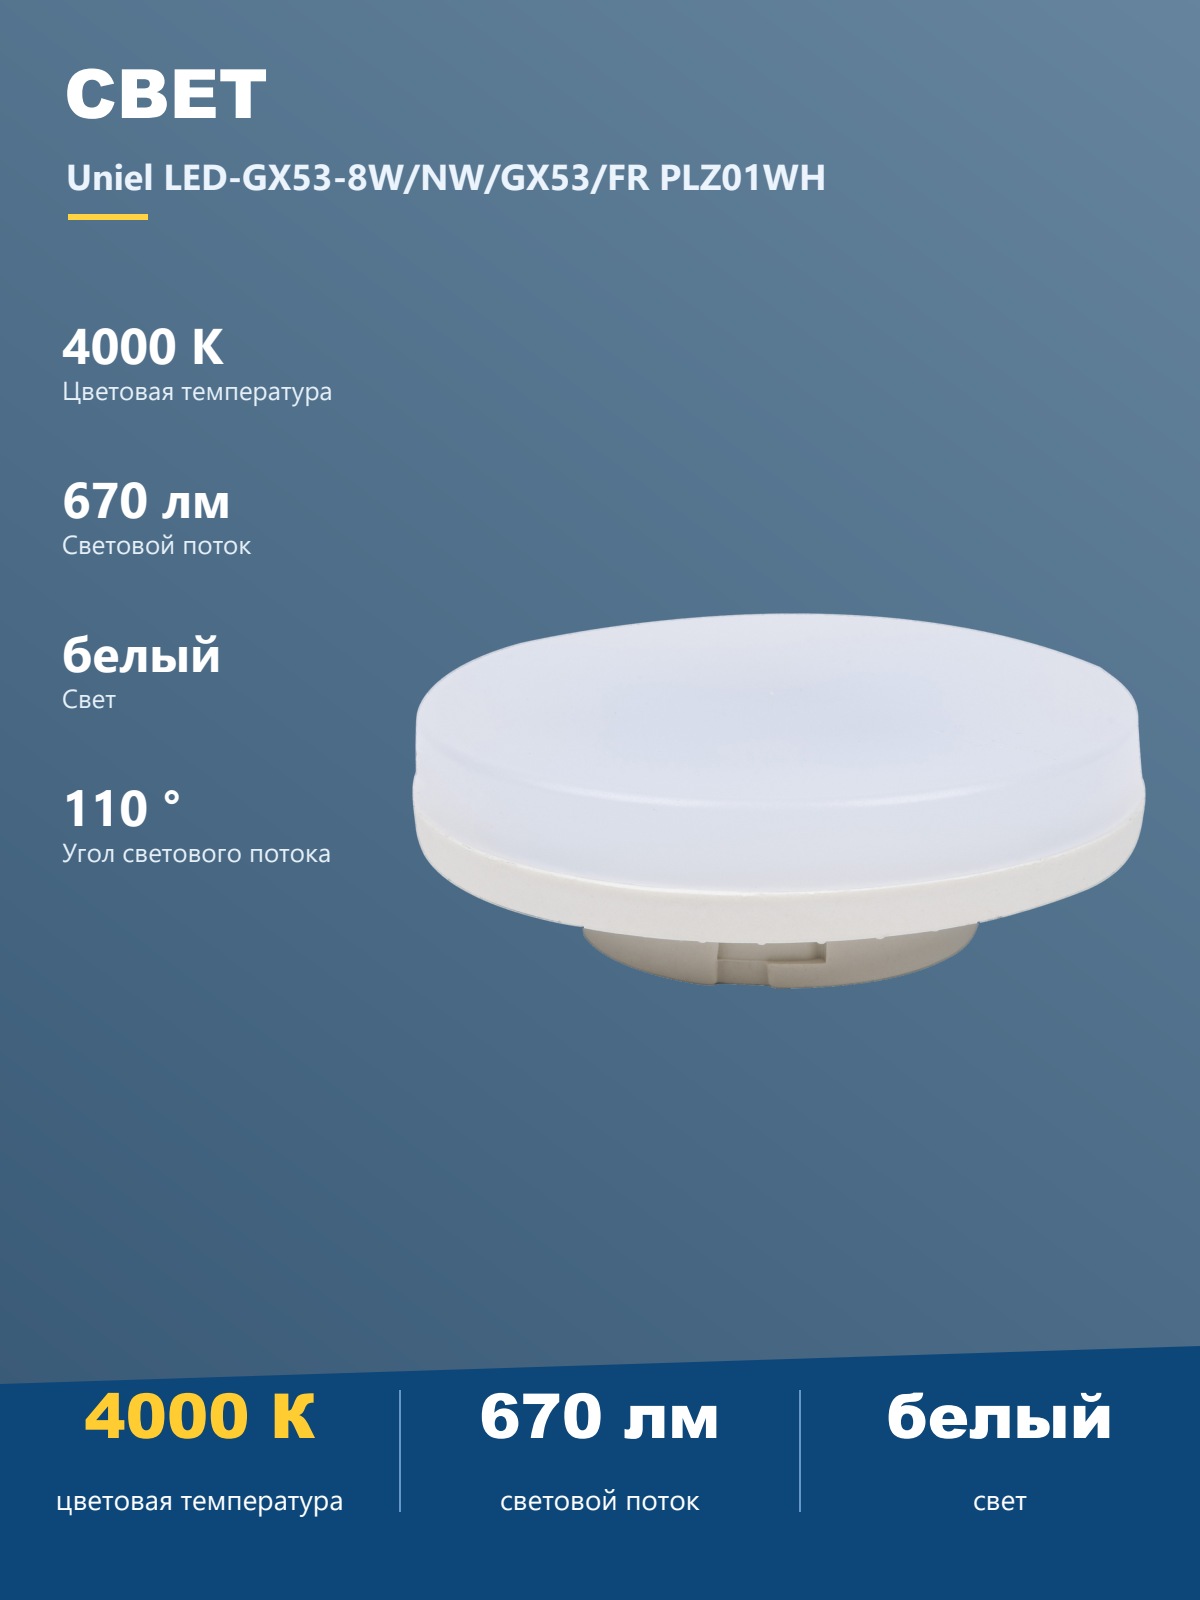 СВЕТ
Uniel LED-GX53-8W/NW/GX53/FR PLZ01WH
4000 К
Цветовая температура
670 лм
Световой поток
белый
Свет
110 °
Угол светового потока
4000 К
цветовая температура
670 лм
световой поток
белый
свет